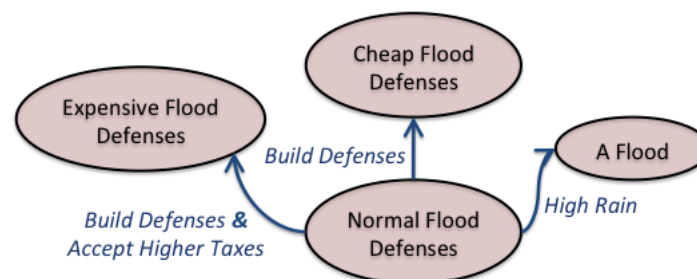 Cheap Flood
Defenses
Expensive Flood
Defenses
Build Defenses
A Flood
High Rain
Build Defenses &
Accept Higher Taxes
Normal Flood
Defenses